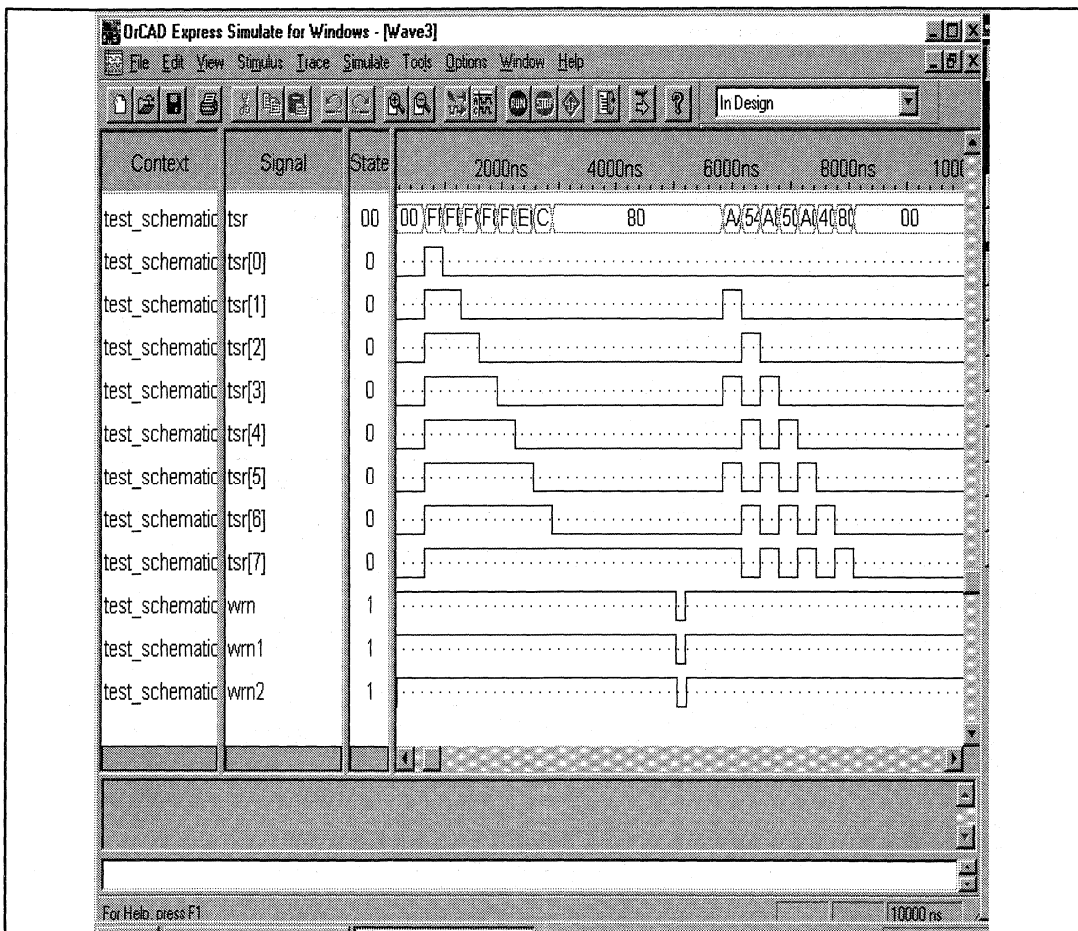 OrCAD Express Simulate for Windows - [Wave3]
File Edit View Stimulus Trace Simulate Tools Options Window Help
RUN STOP In Design
Context Signal State 2000ns 4000ns 6000ns 8000ns 1000
test_schematic tsr 00 00 80 54 00
test_schematic tsr[0] 0
test_schematic tsr[1] 0
test_schematic tsr[2] 0
test_schematic tsr[3] 0
test_schematic tsr[4] 0
test_schematic tsr[5] 0
test_schematic tsr[6] 0
test_schematic tsr[7] 0
test_schematic wrn 1
test_schematic wrn1 1
test_schematic wrn2 1
For Help, press F1 10000 ns